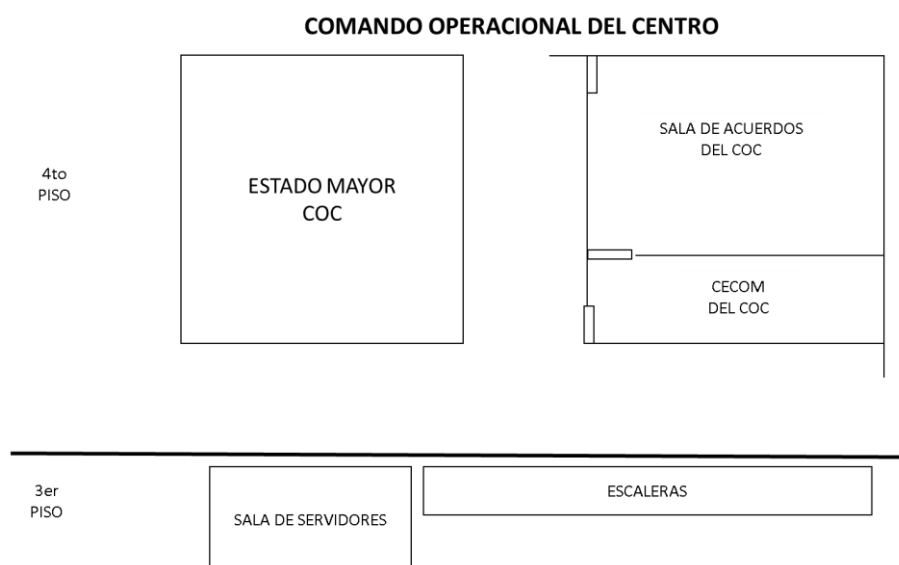 COMANDO OPERACIONAL DEL CENTRO
4to
PISO
ESTADO MAYOR
COC
SALA DE ACUERDOS
DEL COC
CECOM
DEL COC
3er
PISO
SALA DE SERVIDORES
ESCALERAS